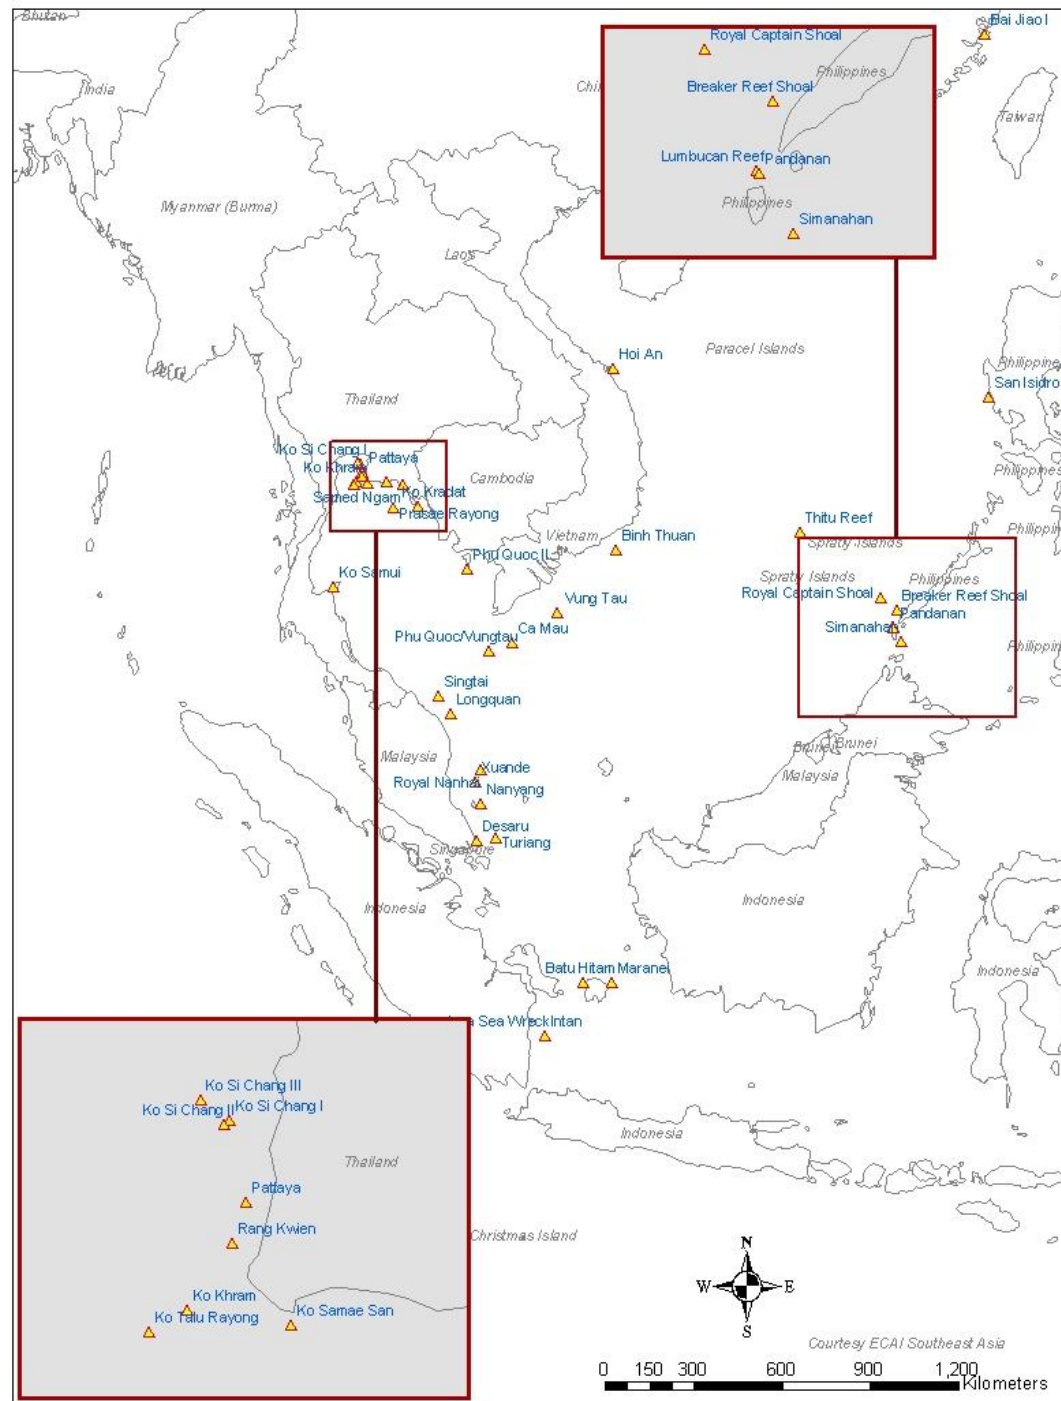 Bhutan
Bai Jiao I
India
Taiwan
Myanmar (Burma)
Laos
Royal Captain Shoal
Philippines
Breaker Reef Shoal
Lumbucan Reef
Pandanan
Philippines
Simanahan
Hoi An
Paracel Islands
Philippines
San Isidro
Thailand
Ko Si Chang I
Pattaya
Ko Khram
Cambodia
Philippines
Samed Ngam
Ko Kradat
Prasae Rayong
Thitu Reef
Vietnam
Binh Thuan
Spratly Islands
Phu Quoc II
Spratly Islands
Philippines
Ko Samui
Royal Captain Shoal
Breaker Reef Shoal
Vung Tau
Pandanan
Ca Mau
Simanahan
Phu Quoc/Vungtau
Singtai
Longquan
Malaysia
Brunei
Brunei
Xuande
Malaysia
Royal Nanhai
Nanyang
Desaru
Turiang
Singapore
Indonesia
Indonesia
Batu Hitam
Maranei
Indonesia
Sea Wreck
Intan
Ko Si Chang III
Ko Si Chang II
Ko Si Chang I
Thailand
Indonesia
Pattaya
Rang Kwien
Christmas Island
Ko Khram
Ko Talu Rayong
Ko Samae San
N
W
E
S
Courtesy ECAI Southeast Asia
0 150 300 600 900 1,200
Kilometers